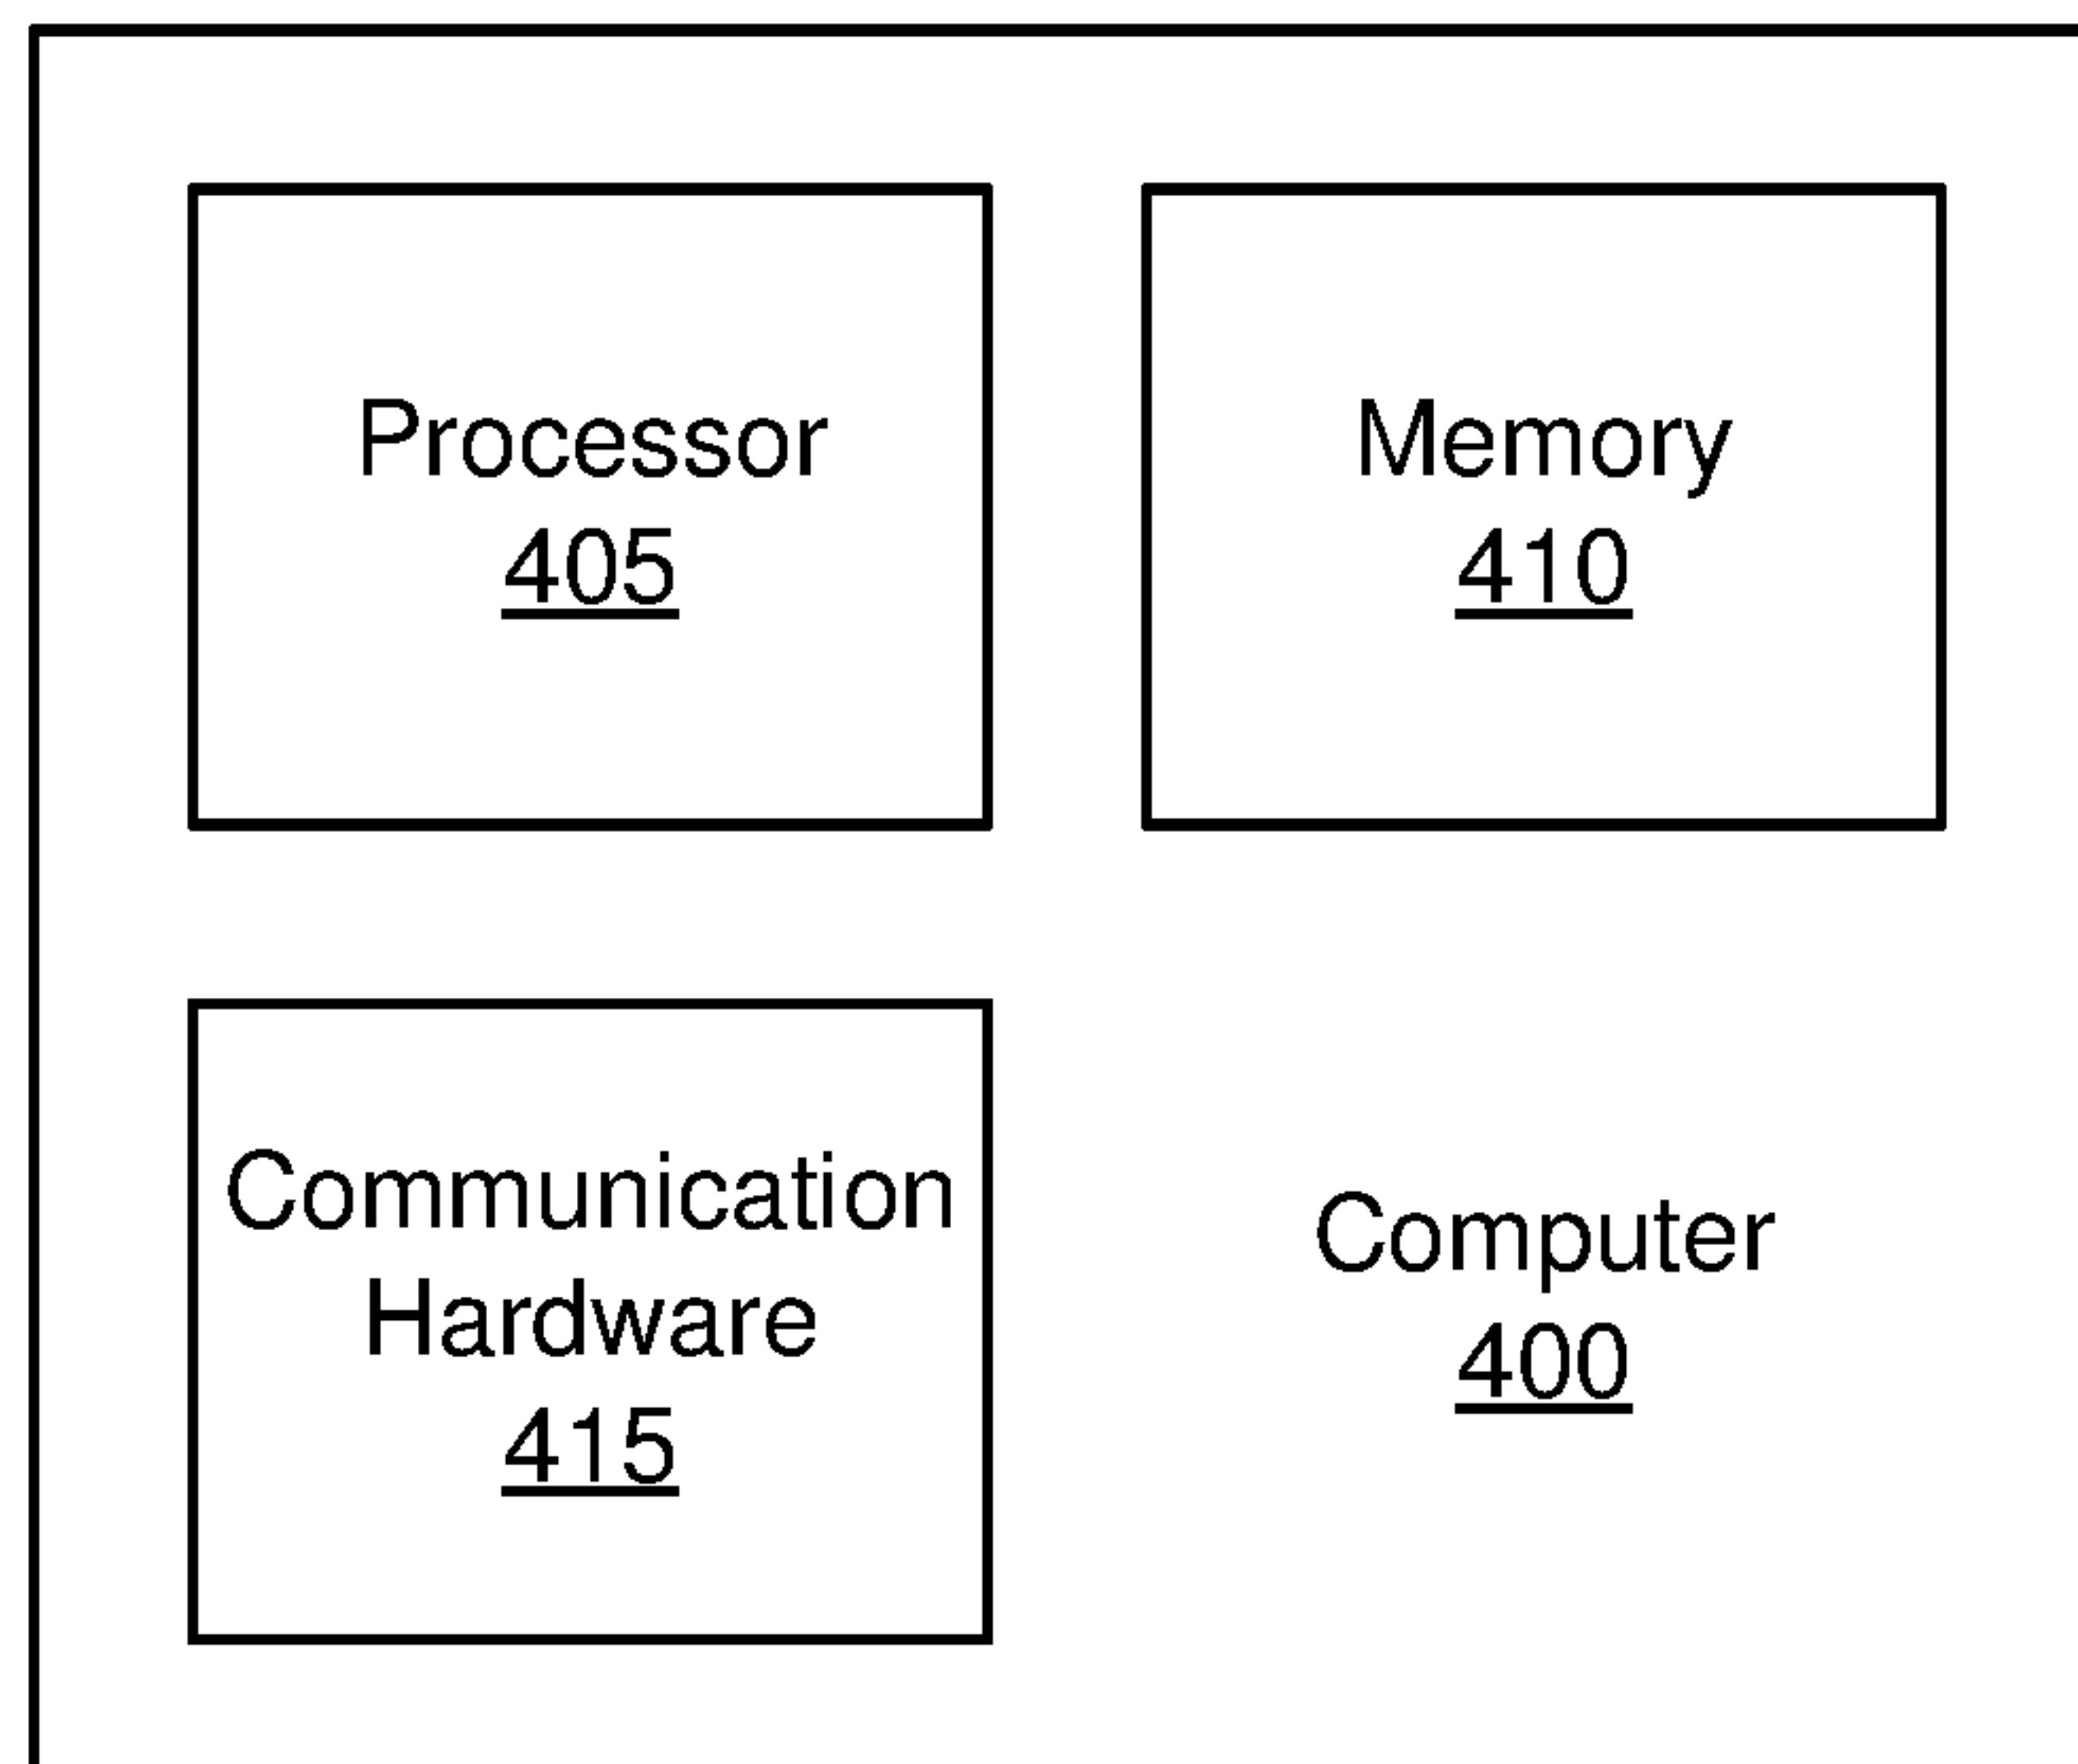 Processor
405
Memory
410
Communication
Hardware
415
Computer
400